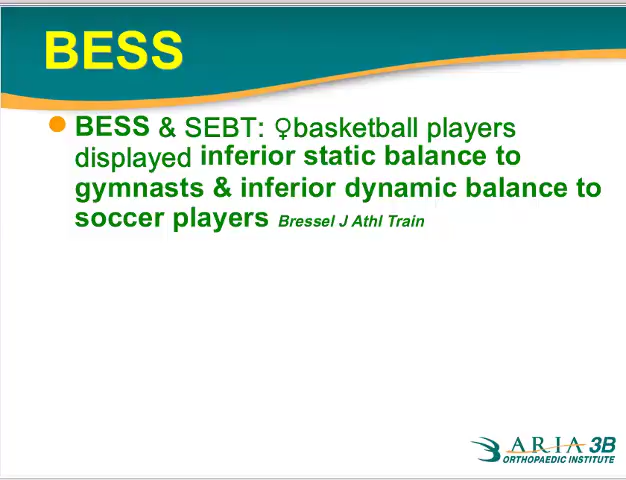 BESS
BESS & SEBT: ♀basketball players
displayed inferior static balance to
gymnasts & inferior dynamic balance to
soccer players Bressel J Athl Train
ARIA 3B
ORTHOPAEDIC INSTITUTE